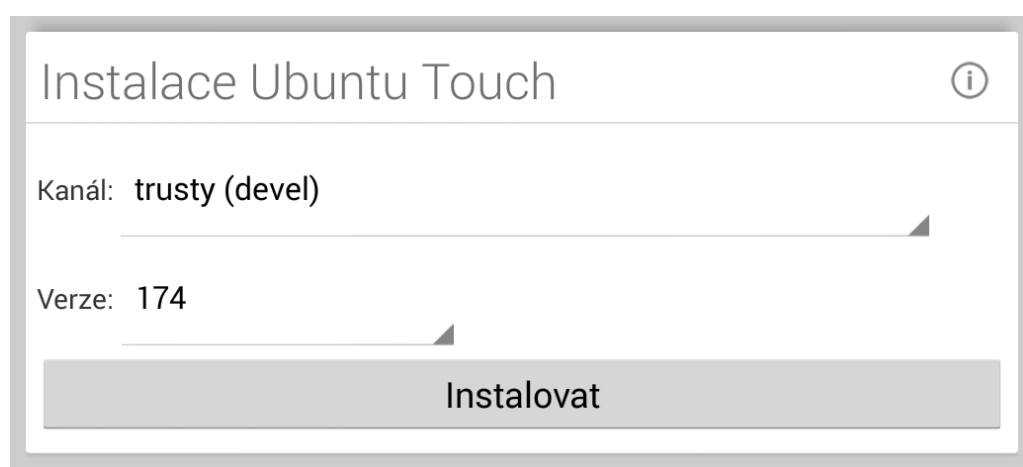 Instalace Ubuntu Touch
Kanál: trusty (devel)
Verze: 174
Instalovat